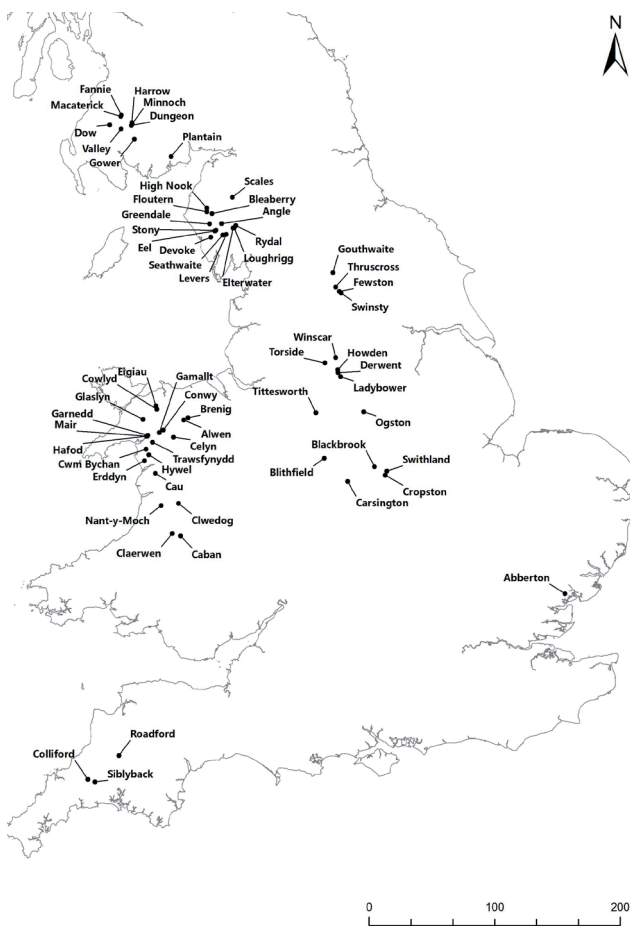 N
Fannie
Harrow
Macaterick
Minnoch
Dungeon
Dow
Valley
Plantain
Gower
High Nook
Scales
Floutern
Bleaberry
Greendale
Angle
Stony
Eel
Devoke
Rydal
Seathwaite
Loughrigg
Levers
Elterwater
Gouthwaite
Thruscross
Fewston
Swinsty
Winscar
Torside
Howden
Derwent
Ladybower
Tittesworth
Ogston
Eigiau
Gamallt
Cowlyd
Glaslyn
Conwy
Garnedd
Brenig
Mair
Alwen
Celyn
Hafod
Trawsfynydd
Cwm Bychan
Hywel
Erddyn
Cau
Blackbrook
Swithland
Blithfield
Cropston
Carsington
Nant-y-Moch
Clwedog
Claerwen
Caban
Abberton
Roadford
Colliford
Siblyback
0 100 200